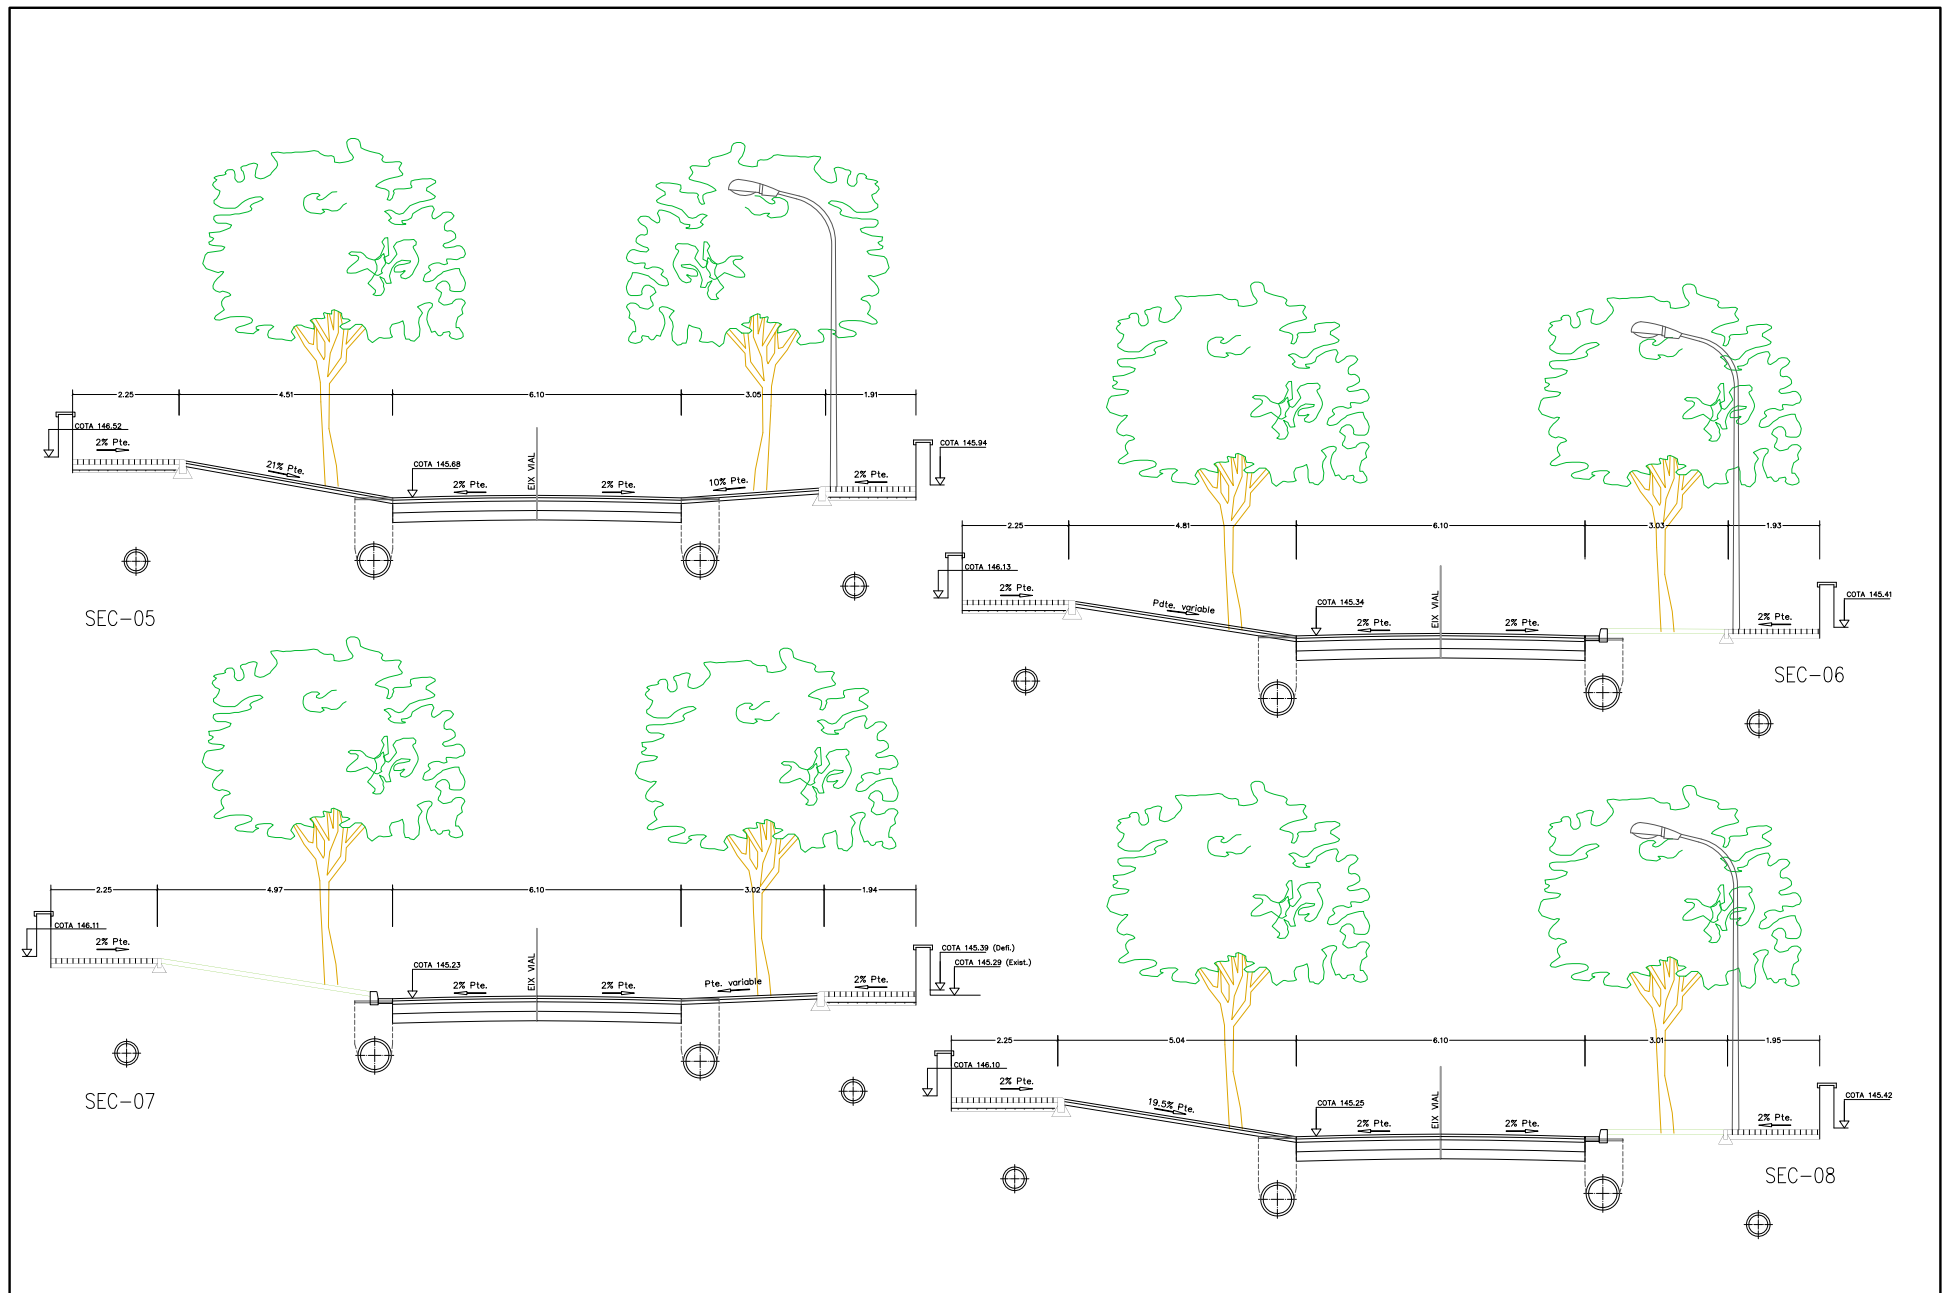 2.25 4.51 6.10 3.05 1.91
COTA 146.52
2% Pte.
21% Pte.
COTA 145.68
2% Pte.
EIX VIAL
2% Pte.
10% Pte.
2% Pte.
COTA 145.94
SEC-05
2.25 4.81 6.10 3.03 1.93
COTA 146.13
2% Pte.
Pdte. variable
COTA 145.34
2% Pte.
EIX VIAL
2% Pte.
2% Pte.
COTA 145.41
SEC-06
2.25 4.97 6.10 3.02 1.94
COTA 146.11
2% Pte.
COTA 145.23
2% Pte.
EIX VIAL
2% Pte.
Pte. variable
2% Pte.
COTA 145.39 (Defi.)
COTA 145.29 (Exist.)
SEC-07
2.25 5.04 6.10 3.01 1.95
COTA 146.10
2% Pte.
19.5% Pte.
COTA 145.25
2% Pte.
EIX VIAL
2% Pte.
2% Pte.
COTA 145.42
SEC-08